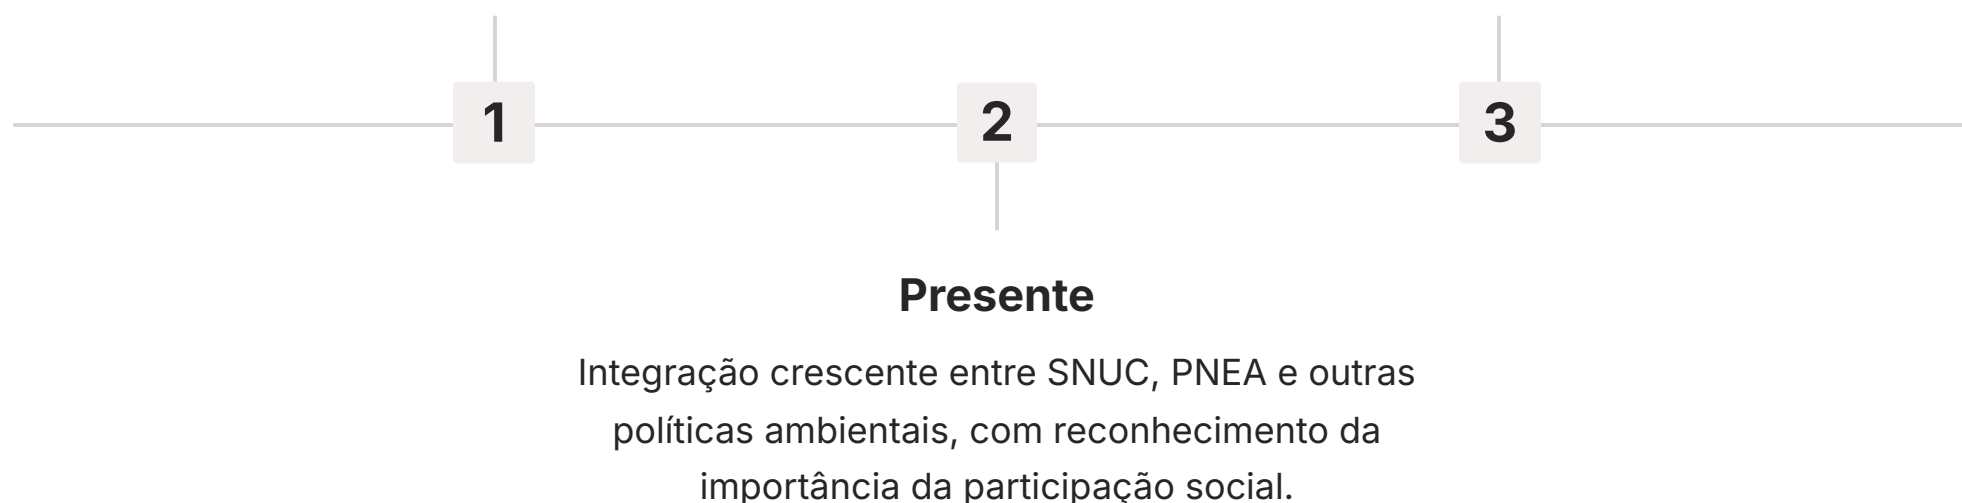 1
2
3
Presente
Integração crescente entre SNUC, PNEA e outras
políticas ambientais, com reconhecimento da
importância da participação social.